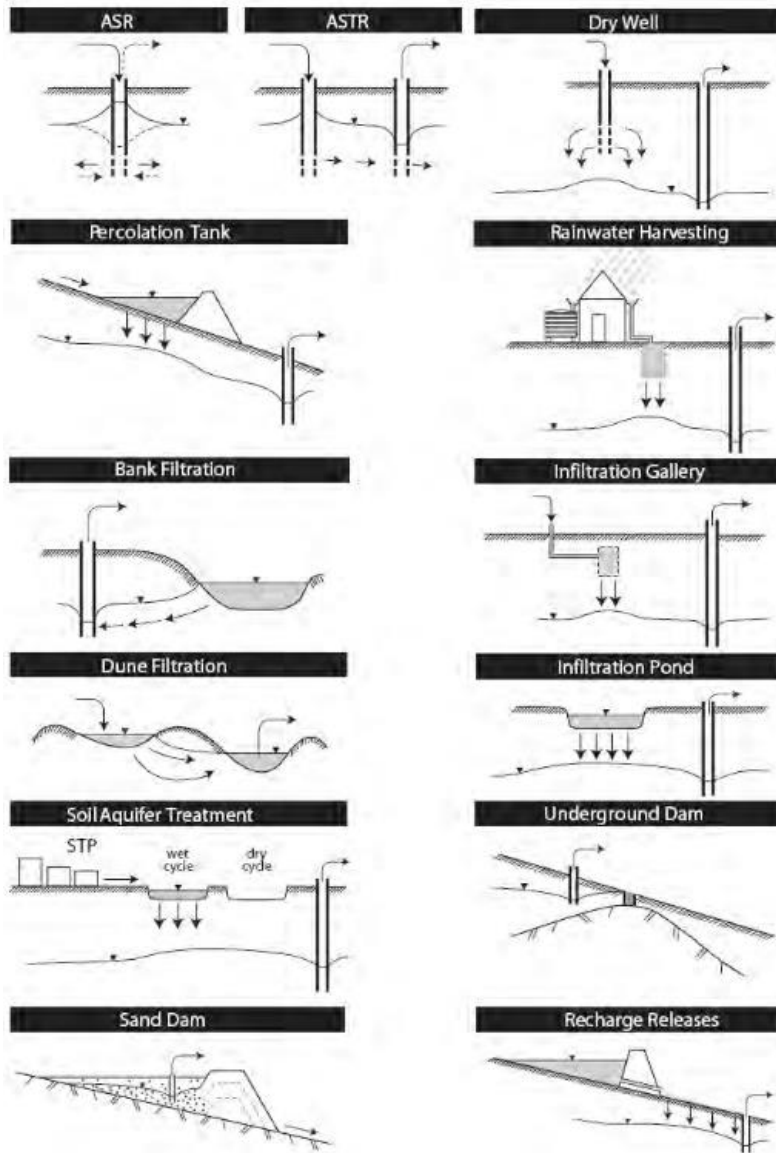 ASR
ASTR
Dry Well
Percolation Tank
Rainwater Harvesting
Bank Filtration
Infiltration Gallery
Dune Filtration
Infiltration Pond
Soil Aquifer Treatment
STP
wet
cycle
dry
cycle
Underground Dam
Sand Dam
Recharge Releases